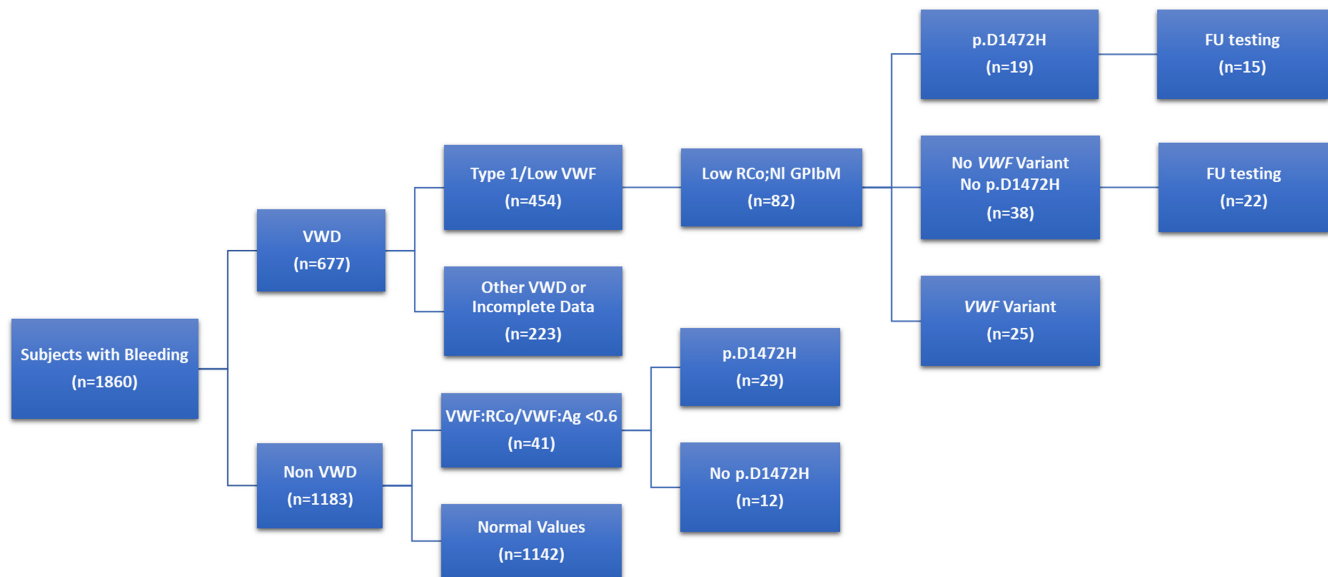 Subjects with Bleeding
(n=1860)
VWD
(n=677)
Non VWD
(n=1183)
Type 1/Low VWF
(n=454)
Other VWD or
Incomplete Data
(n=223)
VWF:RCo/VWF:Ag <0.6
(n=41)
Normal Values
(n=1142)
Low RCo;Nl GPIbM
(n=82)
p.D1472H
(n=29)
No p.D1472H
(n=12)
p.D1472H
(n=19)
No VWF Variant
No p.D1472H
(n=38)
VWF Variant
(n=25)
FU testing
(n=15)
FU testing
(n=22)